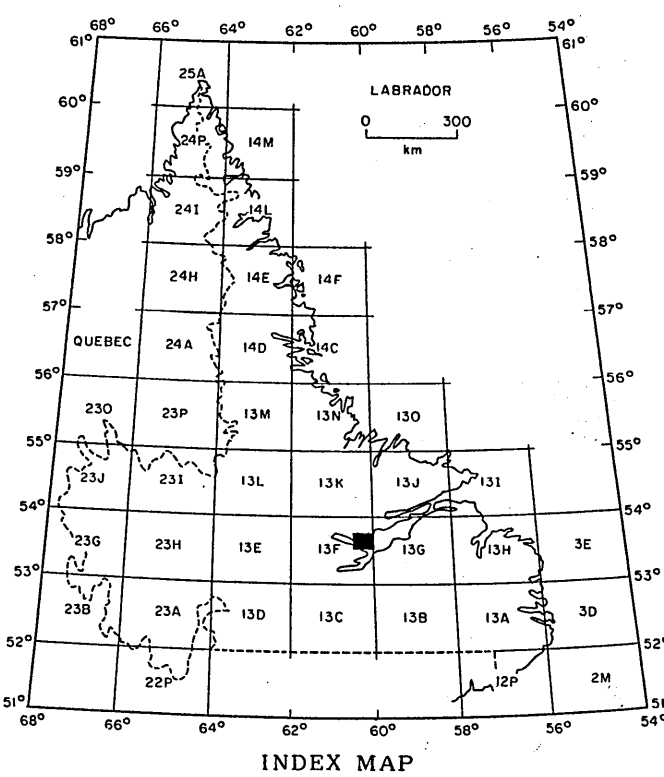 68° 66° 64° 62° 60° 58° 56° 54°
61° 61°
25A
LABRADOR
60° 60°
0 300
km
24P 14M
59° 59°
24I 14L
58° 58°
24H 14E 14F
57° 57°
QUEBEC 24A 14D 14C
56° 56°
23O 23P 13M 13N 13O
55° 55°
23J 23I 13L 13K 13J 13I
54° 54°
23G 23H 13E 13F 13G 13H 3E
53° 53°
23B 23A 13D 13C 13B 13A 3D
52° 52°
22P 12P 2M
51° 51°
68° 66° 64° 62° 60° 58° 56° 54°
INDEX MAP